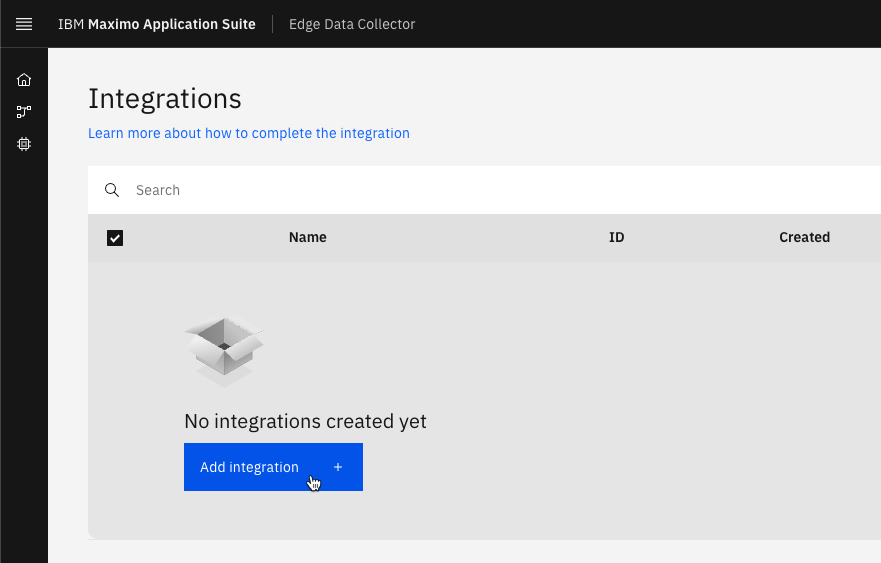 IBM Maximo Application Suite Edge Data Collector
Integrations
Learn more about how to complete the integration
Search
Name ID Created
No integrations created yet
Add integration +